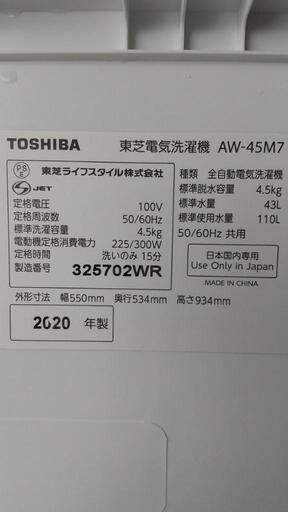 TOSHIBA 東芝電気洗濯機 AW-45M7
PS E 東芝ライフスタイル株式会社
S JET
定格電圧 100V
定格周波数 50/60Hz
標準洗濯容量 4.5kg
電動機定格消費電力 225/300W
定格時間 洗いのみ 15分
製造番号 325702WR
種類 全自動電気洗濯機
標準脱水容量 4.5kg
標準水量 43L
標準使用水量 110L
50/60Hz 共用
日本国内専用
Use Only in Japan
MADE IN CHINA
外形寸法 幅550mm 奥行534mm 高さ934mm
2020 年製